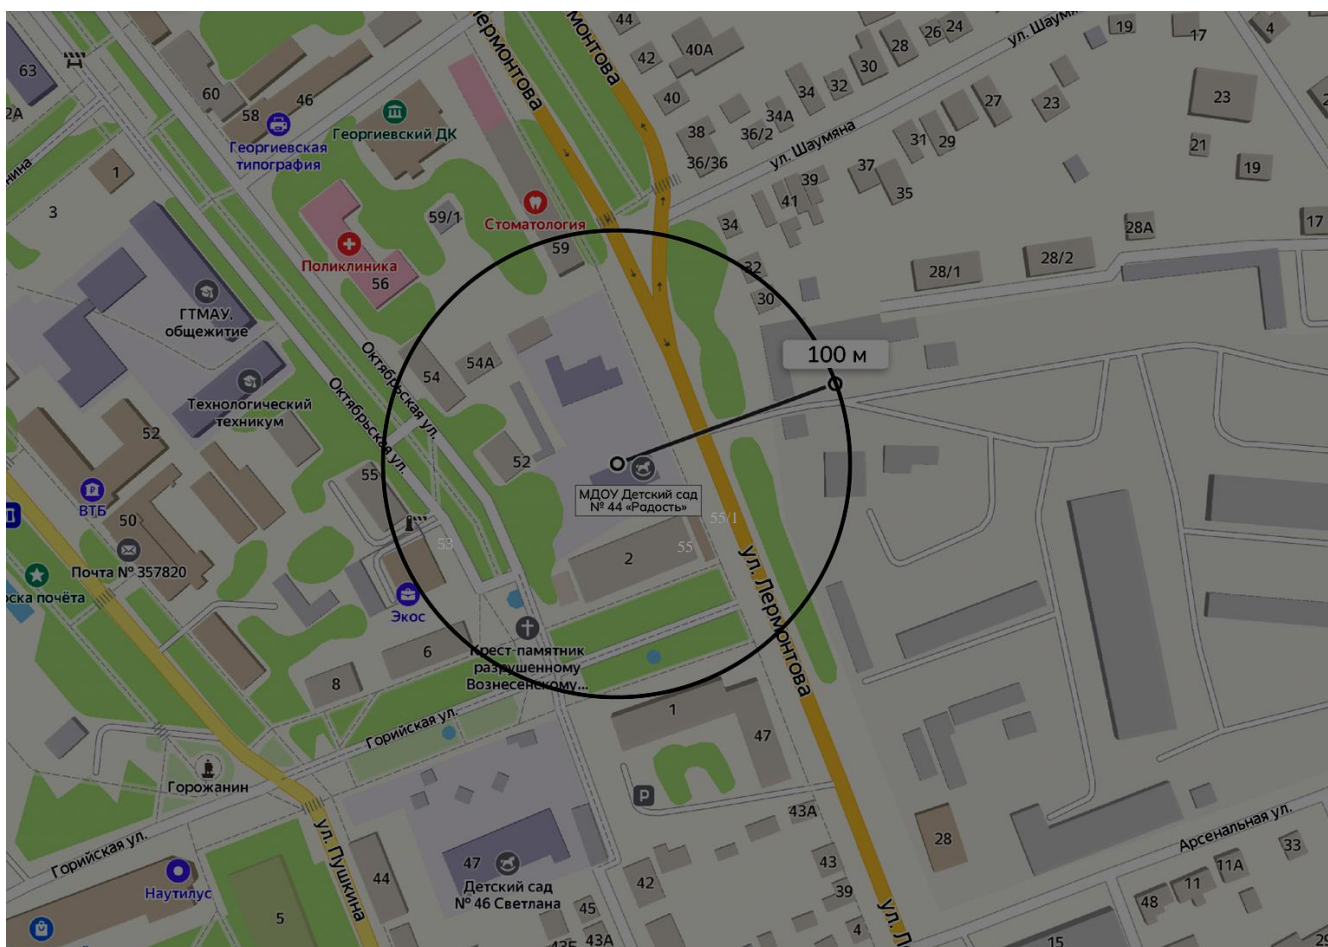 44
63
42
40А
28
26
24
19
17
4
ул. Шаумяна
60
58
46
30
40
34
32
27
23
23
2А
Георгиевский ДК
Георгиевская
типография
Лермонтова
34А
38
36/2
36/36
ул. Шаумяна
31
29
21
1
37
39
35
19
3
59/1
Стоматология
41
34
28А
17
59
Поликлиника
56
32
28/1
28/2
30
ГТМАУ.
общежитие
54
54А
100 м
Октябрьская ул.
Октябрьская ул.
Технологический
техникум
52
52
55
МДОУ Детский сад
№ 44 «Радость»
ВТБ
50
55/1
53
55
2
Почта № 357820
Экос
ул. Лермонтова
6
Крест-памятник
разрушенному
Вознесенскому...
8
1
47
Горийская ул.
Горожанин
P
43А
28
Арсенальная ул.
33
Горийская ул.
ул. Пушкина
47
Детский сад
№ 46 Светлана
44
42
43
39
11А
11
48
Наутилус
5
45
43А
4
15